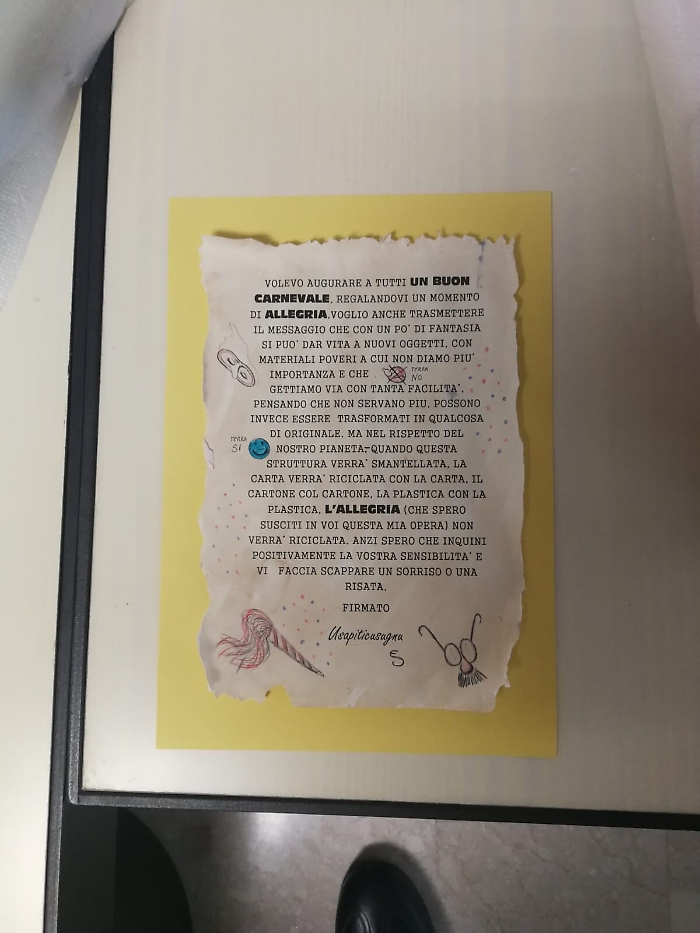 VOLEVO AUGURARE A TUTTI UN BUON
CARNEVALE, REGALANDOVI UN MOMENTO
DI ALLEGRIA,VOGLIO ANCHE TRASMETTERE
IL MESSAGGIO CHE CON UN PO' DI FANTASIA
SI PUO' DAR VITA A NUOVI OGGETTI, CON
MATERIALI POVERI A CUI NON DIAMO PIU'
IMPORTANZA E CHE TERRA NO
GETTIAMO VIA CON TANTA FACILITA',
PENSANDO CHE NON SERVANO PIU, POSSONO
INVECE ESSERE TRASFORMATI IN QUALCOSA
DI ORIGINALE. MA NEL RISPETTO DEL
TERRA SI NOSTRO PIANETA-QUANDO QUESTA
STRUTTURA VERRA' SMANTELLATA, LA
CARTA VERRA' RICICLATA CON LA CARTA, IL
CARTONE COL CARTONE, LA PLASTICA CON LA
PLASTICA, L'ALLEGRIA (CHE SPERO
SUSCITI IN VOI QUESTA MIA OPERA) NON
VERRA' RICICLATA, ANZI SPERO CHE INQUINI
POSITIVAMENTE LA VOSTRA SENSIBILITA' E
VI FACCIA SCAPPARE UN SORRISO O UNA
RISATA.
FIRMATO
Usapiticusugnu